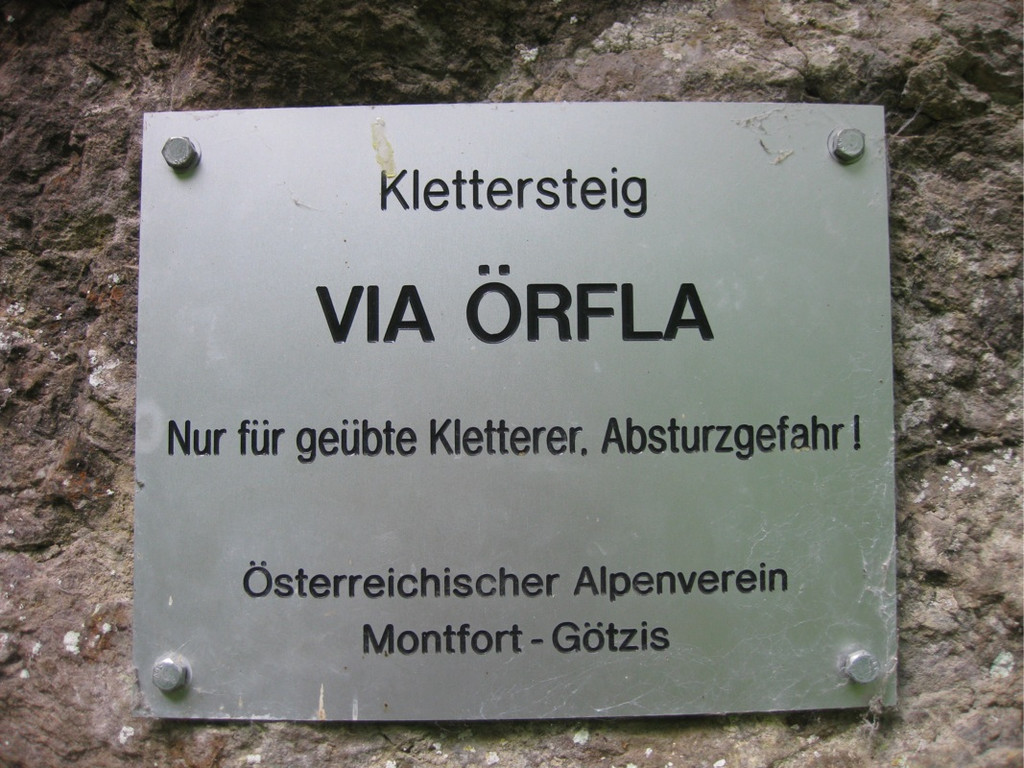 Klettersteig
VIA ÖRFLA
Nur für geübte Kletterer, Absturzgefahr !
Österreichischer Alpenverein
Montfort - Götzis